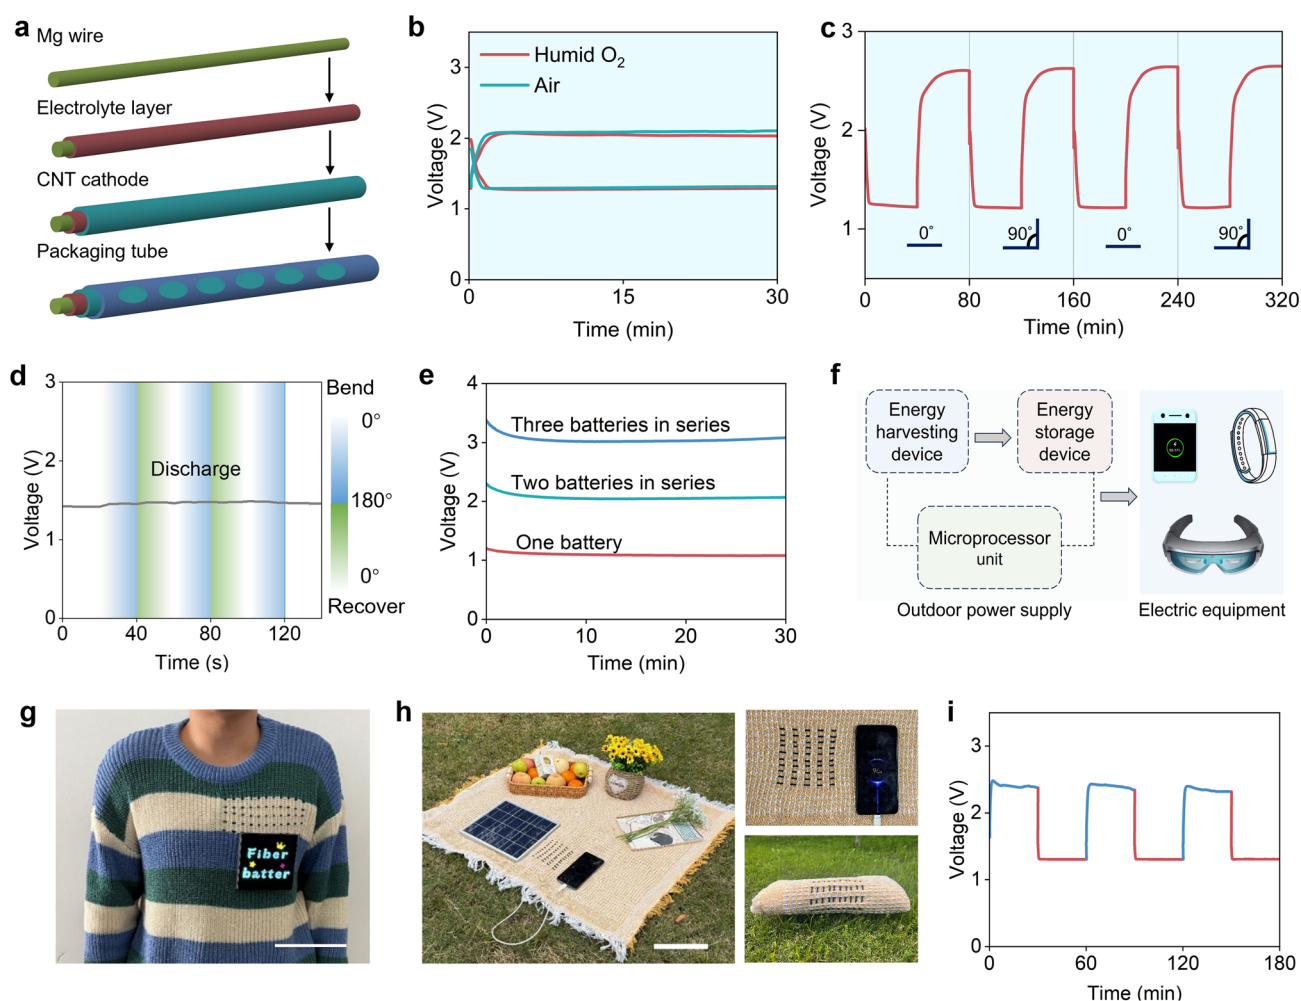 a
Mg wire
Electrolyte layer
CNT cathode
Packaging tube
b
Humid O₂
Air
Voltage (V)
3
2
1
0
0 15 30
Time (min)
c
Voltage (V)
3
2
1
0° 90° 0° 90°
0 80 160 240 320
Time (min)
d
Voltage (V)
3
2
1
0
Discharge
0 40 80 120
Time (s)
Bend
0°
180°
0°
Recover
e
Voltage (V)
4
3
2
1
0
Three batteries in series
Two batteries in series
One battery
0 10 20 30
Time (min)
f
Energy
harvesting
device
Energy
storage
device
Microprocessor
unit
Outdoor power supply
Electric equipment
g
Fiber
batter
h
i
Voltage (V)
3
2
1
0
0 60 120 180
Time (min)